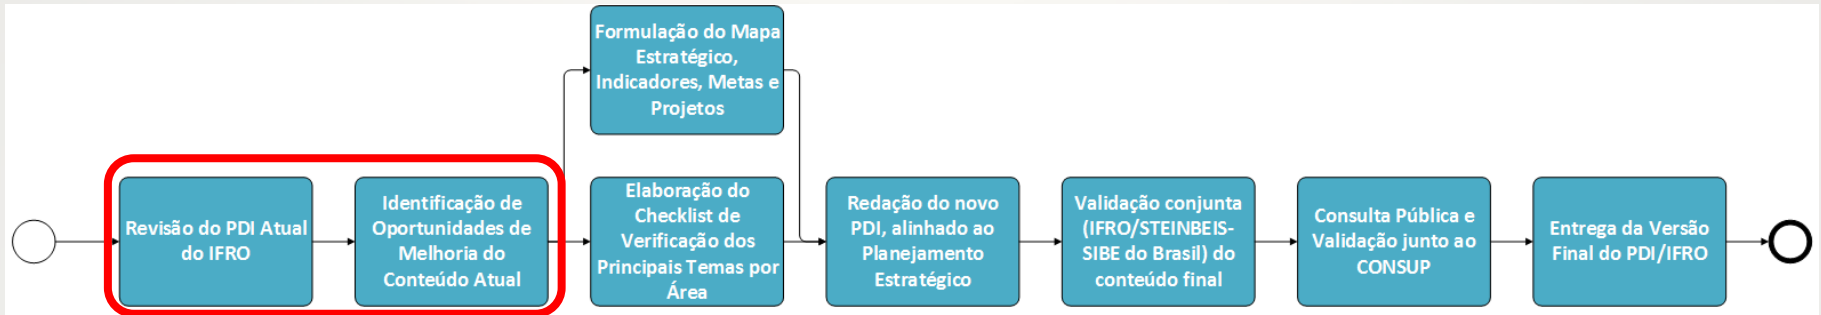 Formulação do Mapa
Estratégico,
Indicadores, Metas e
Projetos
Revisão do PDI Atual
do IFRO
Identificação de
Oportunidades de
Melhoria do
Conteúdo Atual
Elaboração do
Checklist de
Verificação dos
Principais Temas por
Área
Redação do novo
PDI, alinhado ao
Planejamento
Estratégico
Validação conjunta
(IFRO/STEINBEIS-
SIBE do Brasil) do
conteúdo final
Consulta Pública e
Validação junto ao
CONSUP
Entrega da Versão
Final do PDI/IFRO